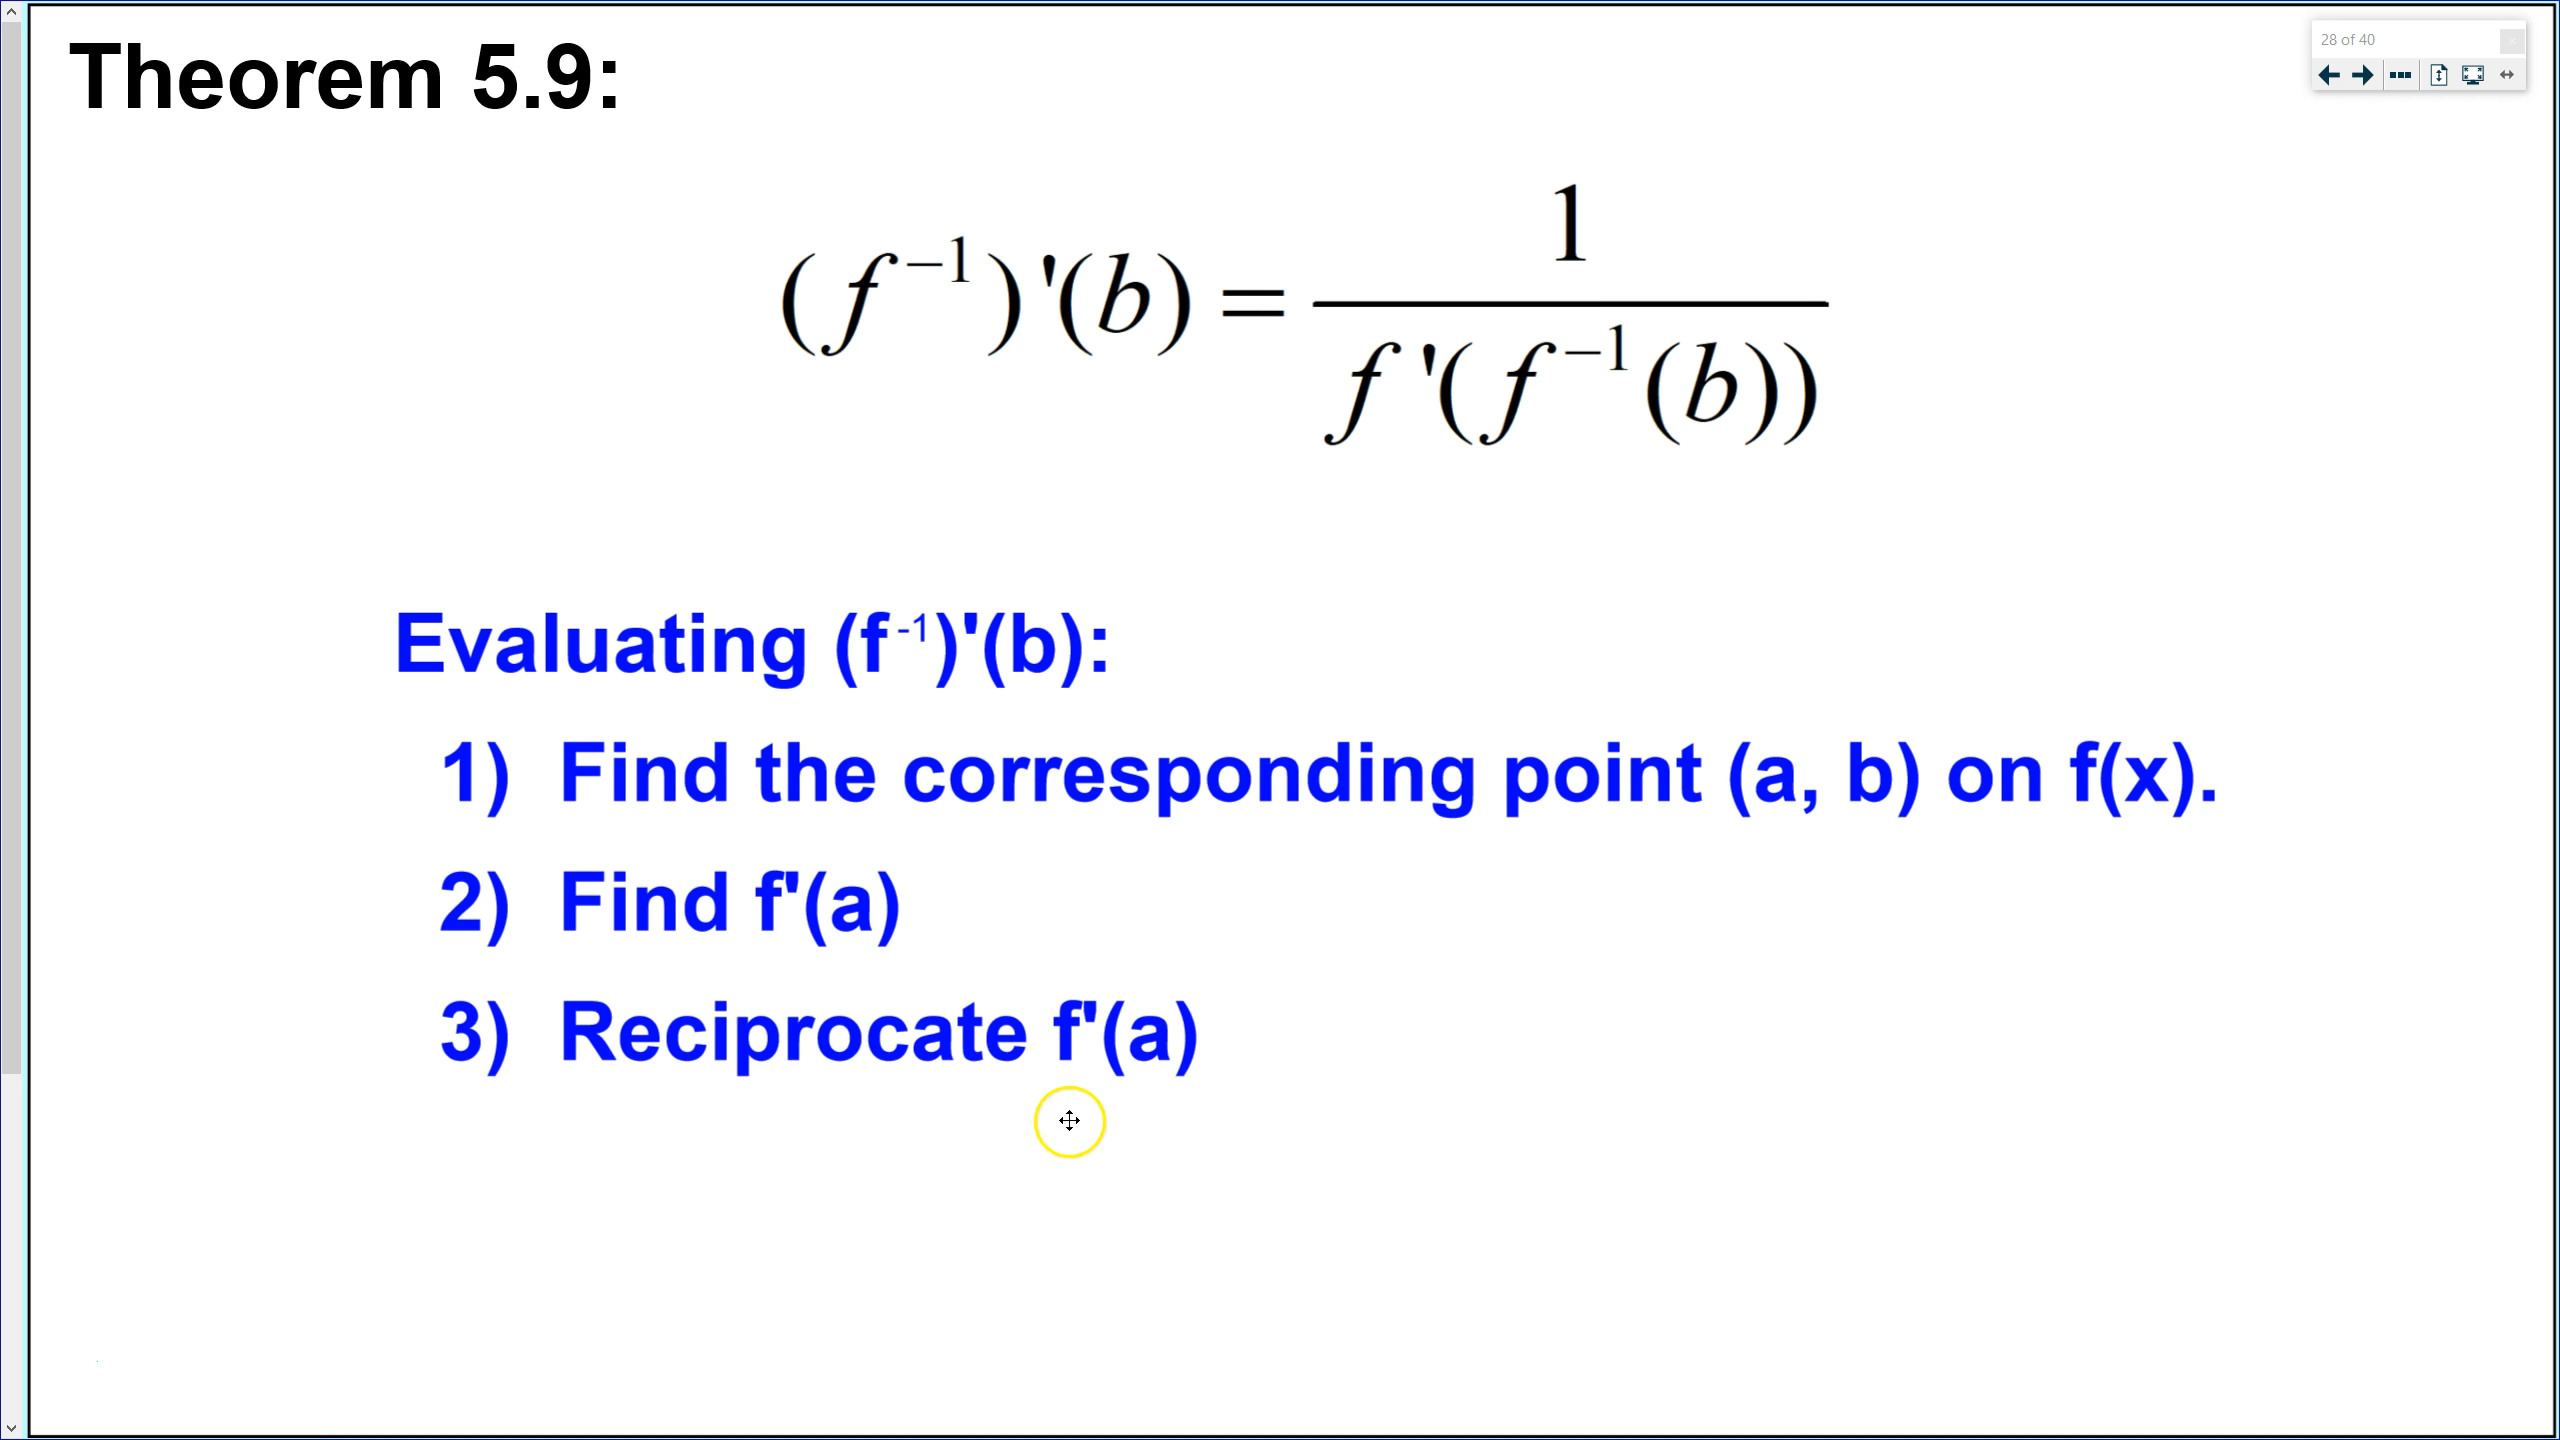 Theorem 5.9:
28 of 40
(f⁻¹)'(b) = 1 / f'(f⁻¹(b))
Evaluating (f⁻¹)'(b):
1) Find the corresponding point (a, b) on f(x).
2) Find f'(a)
3) Reciprocate f'(a)